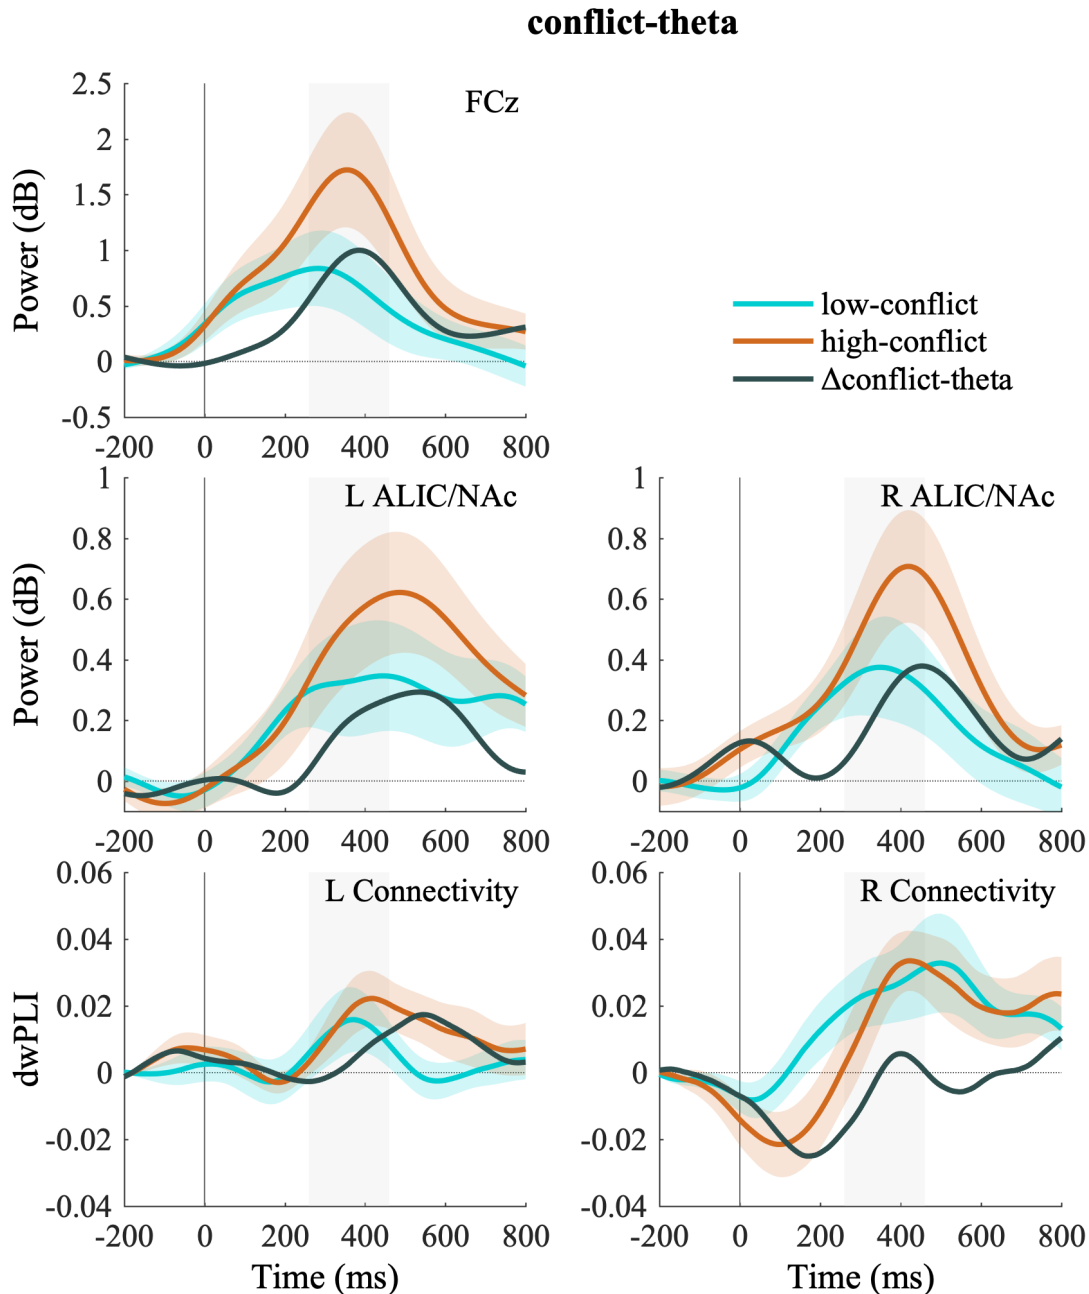 conflict-theta
FCz
Power (dB)
2.5
2
1.5
1
0.5
0
-0.5
-200 0 200 400 600 800
low-conflict
high-conflict
Δconflict-theta
L ALIC/NAc
Power (dB)
1
0.8
0.6
0.4
0.2
0
-200 0 200 400 600 800
R ALIC/NAc
1
0.8
0.6
0.4
0.2
0
-200 0 200 400 600 800
L Connectivity
dwPLI
0.06
0.04
0.02
0
-0.02
-0.04
-200 0 200 400 600 800
Time (ms)
R Connectivity
0.06
0.04
0.02
0
-0.02
-0.04
-200 0 200 400 600 800
Time (ms)